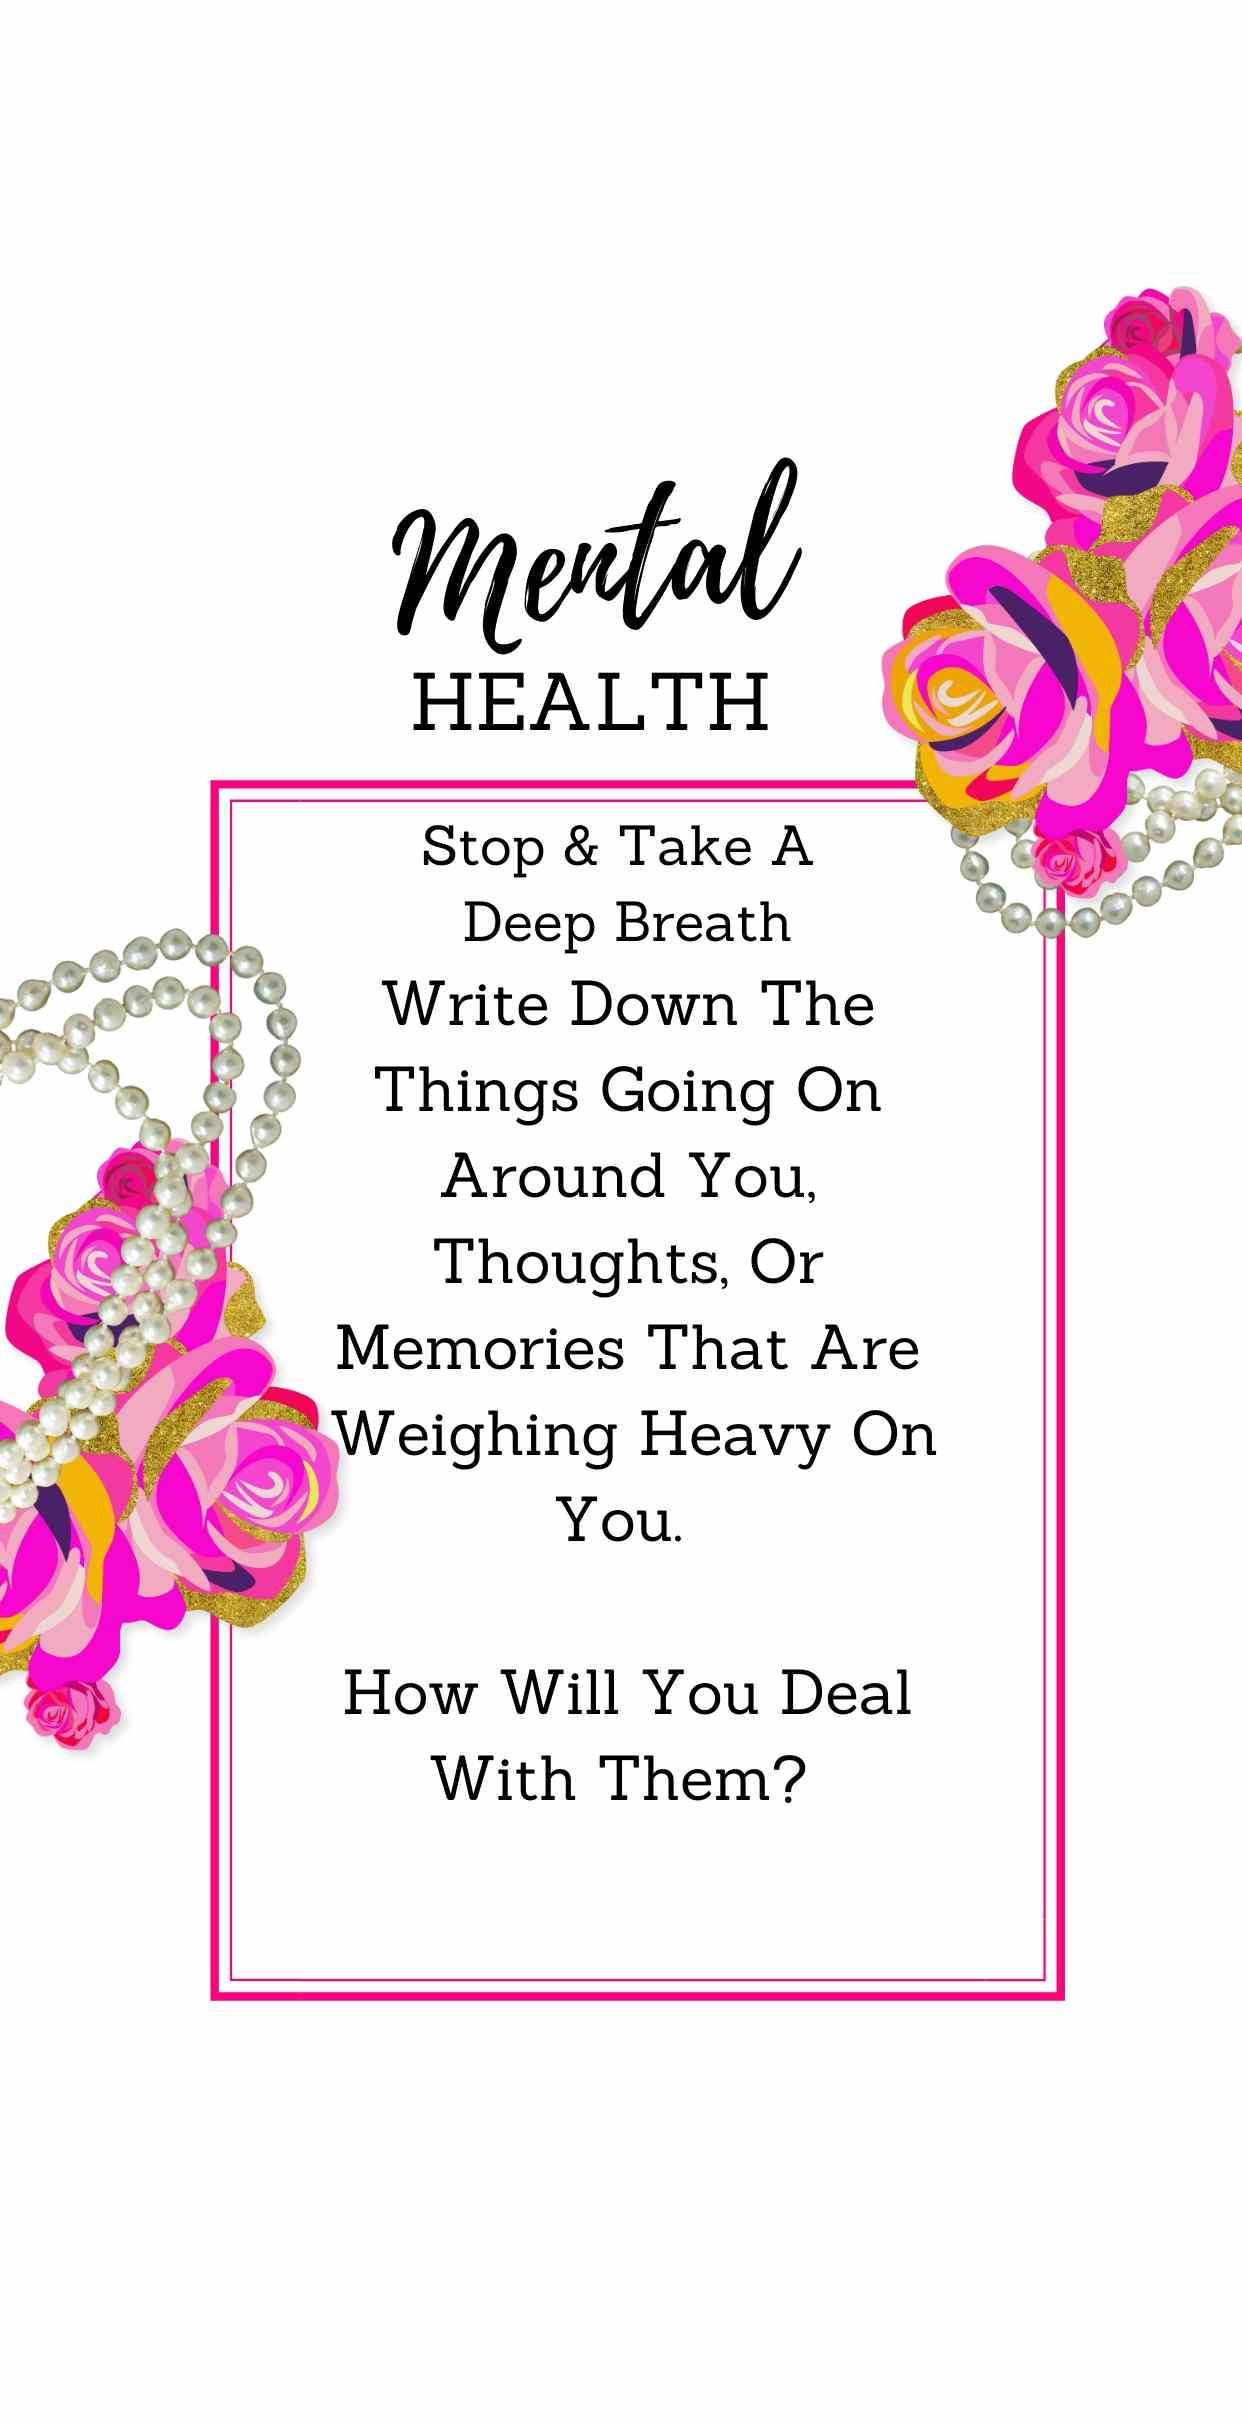 Mental
HEALTH
Stop & Take A
Deep Breath
Write Down The
Things Going On
Around You,
Thoughts, Or
Memories That Are
Weighing Heavy On
You.
How Will You Deal
With Them?